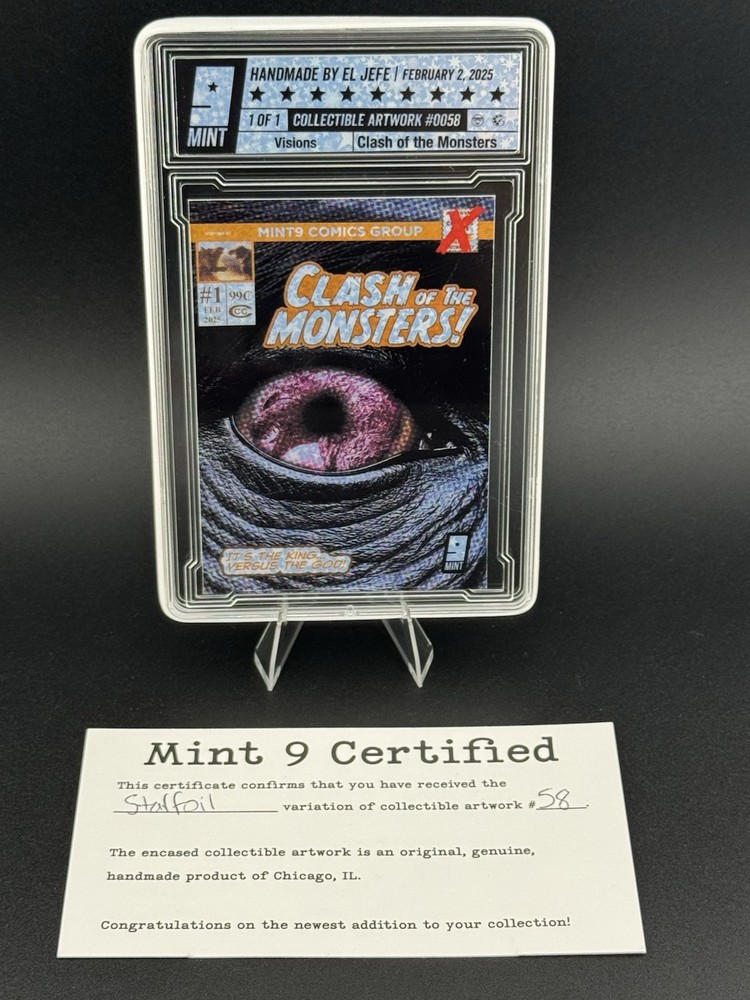 HANDMADE BY EL JEFE | FEBRUARY 2, 2025
9
MINT
1 OF 1 COLLECTIBLE ARTWORK #0058
Visions Clash of the Monsters
MINT9 COMICS GROUP
X
#1 99¢
FEB
2025
CLASH OF THE
MONSTERS!
IT'S THE KING...
VERSUS THE GOD!
9
MINT
Mint 9 Certified
This certificate confirms that you have received the
Starfoil variation of collectible artwork #58.
The encased collectible artwork is an original, genuine,
handmade product of Chicago, IL.
Congratulations on the newest addition to your collection!